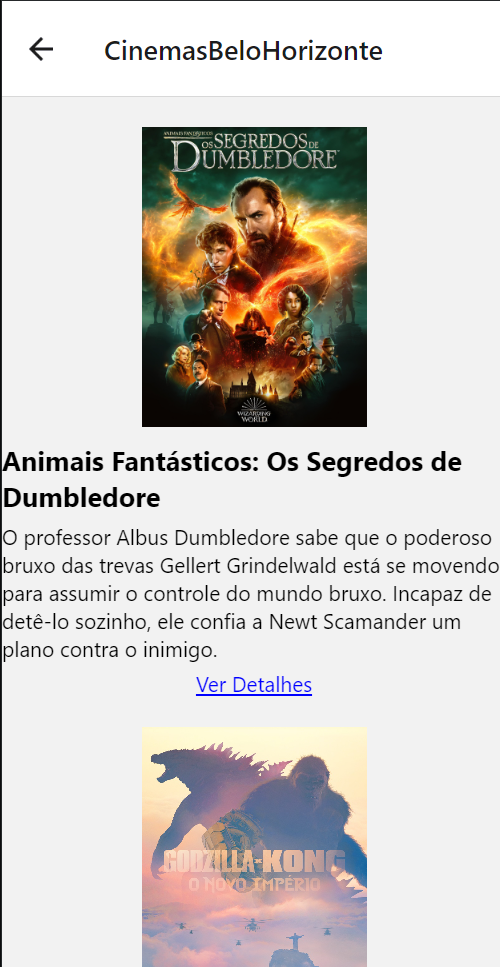 CinemasBeloHorizonte
ANIMAIS FANTÁSTICOS
OS SEGREDOS DE
DUMBLEDORE
WIZARDING
WORLD
Animais Fantásticos: Os Segredos de
Dumbledore
O professor Albus Dumbledore sabe que o poderoso
bruxo das trevas Gellert Grindelwald está se movendo
para assumir o controle do mundo bruxo. Incapaz de
detê-lo sozinho, ele confia a Newt Scamander um
plano contra o inimigo.
Ver Detalhes
GODZILLA x KONG
O NOVO IMPÉRIO